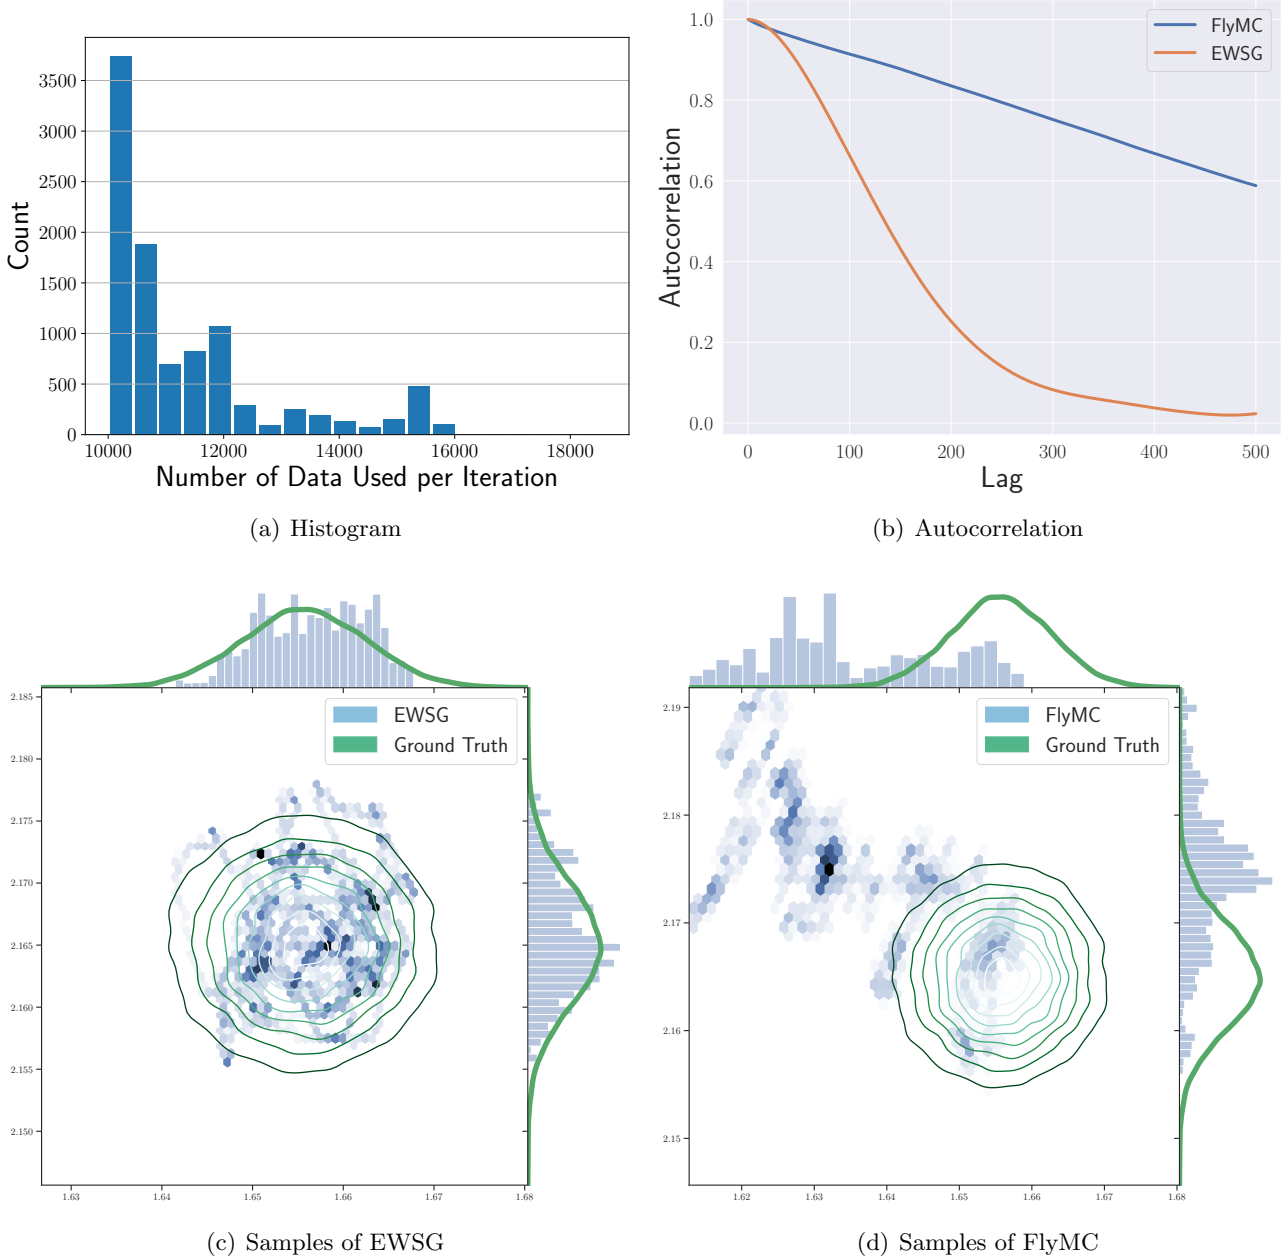 3500
3000
2500
2000
1500
1000
500
0
Count
10000 12000 14000 16000 18000
Number of Data Used per Iteration
(a) Histogram
1.0
0.8
0.6
0.4
0.2
0.0
Autocorrelation
FlyMC
EWSG
0 100 200 300 400 500
Lag
(b) Autocorrelation
2.185
2.180
2.175
2.170
2.165
2.160
2.155
2.150
EWSG
Ground Truth
1.63 1.64 1.65 1.66 1.67 1.68
(c) Samples of EWSG
2.19
2.18
2.17
2.16
2.15
FlyMC
Ground Truth
1.62 1.63 1.64 1.65 1.66 1.67 1.68
(d) Samples of FlyMC